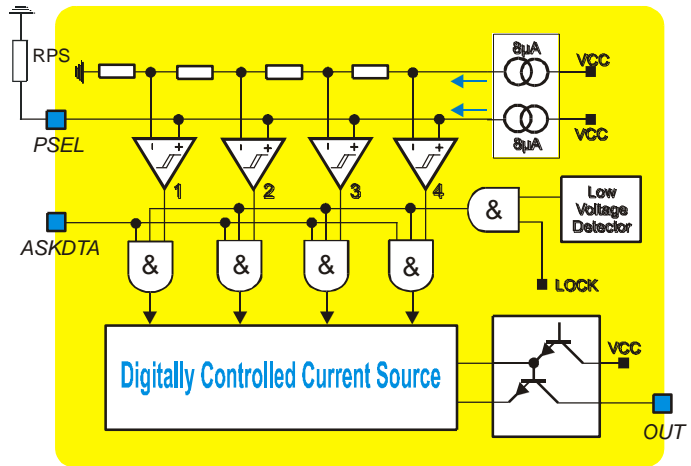 8µA
VCC
RPS
- + - + - + - +
VCC
PSEL
8µA
1 2 3 4
Low
Voltage
Detector
&
ASKDTA
& & & &
LOCK
Digitally Controlled Current Source
VCC
OUT